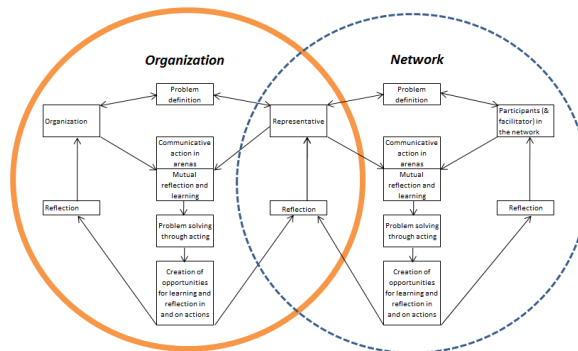 Organization
Network
Problem
definition
Problem
definition
Organization
Representative
Participants (&
facilitator) in
the network
Communicative
action in
arenas
Mutual
reflection and
learning
Communicative
action in
arenas
Mutual
reflection and
learning
Reflection
Reflection
Reflection
Problem solving
through acting
Problem solving
through acting
Creation of
opportunities
for learning and
reflection in
and on actions
Creation of
opportunities
for learning and
reflection in
and on actions